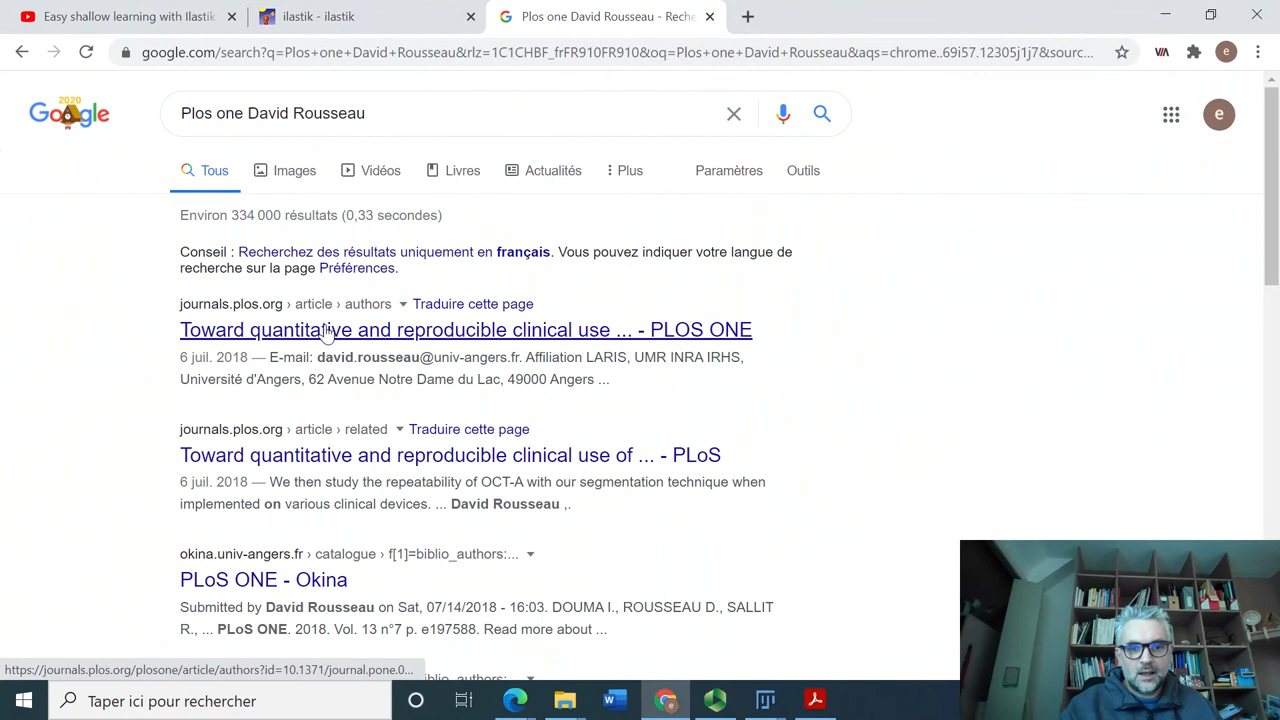 Easy shallow learning with Ilastik
ilastik - ilastik
Plos one David Rousseau - Reche
google.com/search?q=Plos+one+David+Rousseau&rlz=1C1CHBF_frFR910FR910&oq=Plos+one+David+Rousseau&aqs=chrome..69i57.12305j1j7&sourc...
VIA
e
2020
Google
Plos one David Rousseau
e
Tous
Images
Vidéos
Livres
Actualités
Plus
Paramètres
Outils
Environ 334 000 résultats (0,33 secondes)
Conseil : Recherchez des résultats uniquement en français. Vous pouvez indiquer votre langue de
recherche sur la page Préférences.
journals.plos.org › article › authors
Traduire cette page
Toward quantitative and reproducible clinical use ... - PLOS ONE
6 juil. 2018 — E-mail: david.rousseau@univ-angers.fr. Affiliation LARIS, UMR INRA IRHS,
Université d'Angers, 62 Avenue Notre Dame du Lac, 49000 Angers ...
journals.plos.org › article › related
Traduire cette page
Toward quantitative and reproducible clinical use of ... - PLoS
6 juil. 2018 — We then study the repeatability of OCT-A with our segmentation technique when
implemented on various clinical devices. ... David Rousseau ,.
okina.univ-angers.fr › catalogue › f[1]=biblio_authors:...
PLoS ONE - Okina
Submitted by David Rousseau on Sat, 07/14/2018 - 16:03. DOUMA I., ROUSSEAU D., SALLIT
R., ... PLoS ONE. 2018. Vol. 13 n°7 p. e197588. Read more about ...
https://journals.plos.org/plosone/article/authors?id=10.1371/journal.pone.0...
Taper ici pour rechercher